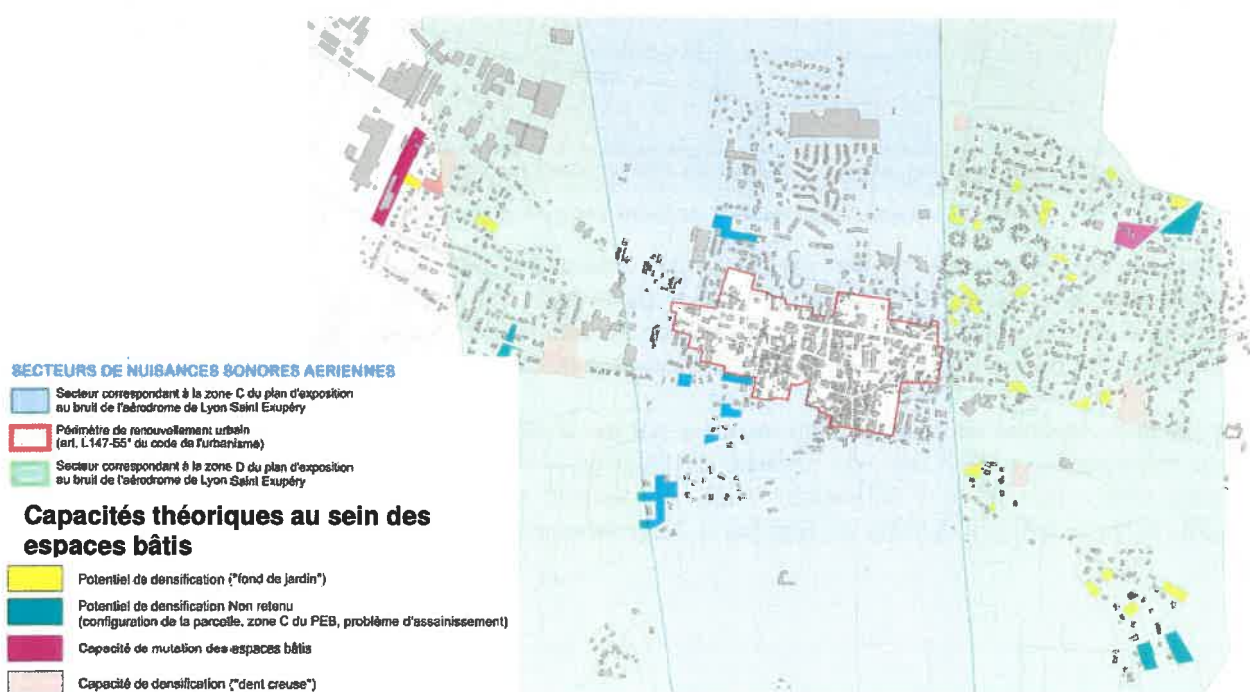 SECTEURS DE NUISANCES SONORES AERIENNES
Secteur correspondant à la zone C du plan d'exposition
au bruit de l'aérodrome de Lyon Saint Exupéry
Périmètre de renouvellement urbain
(art. L147-55° du code de l'urbanisme)
Secteur correspondant à la zone D du plan d'exposition
au bruit de l'aérodrome de Lyon Saint Exupéry
Capacités théoriques au sein des
espaces bâtis
Potentiel de densification ("fond de jardin")
Potentiel de densification Non retenu
(configuration de la parcelle, zone C du PEB, problème d'assainissement)
Capacité de mutation des espaces bâtis
Capacité de densification ("dent creuse")